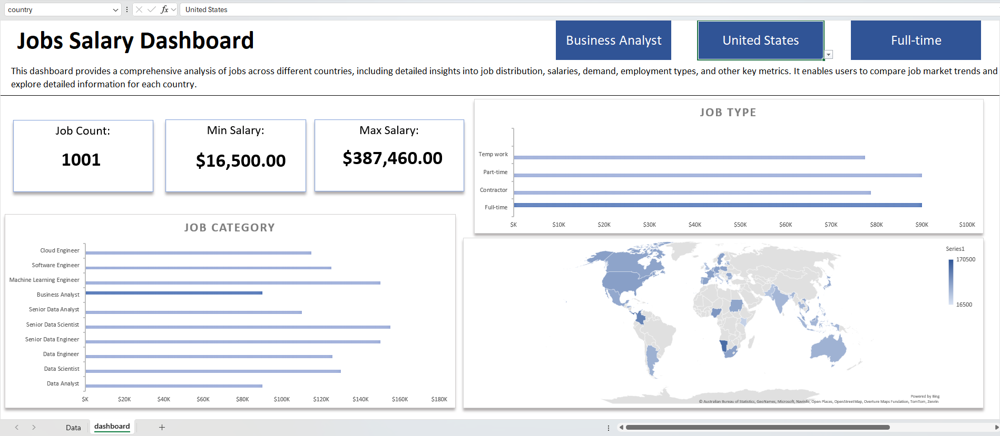 country
fx
United States
Jobs Salary Dashboard
Business Analyst
United States
Full-time
This dashboard provides a comprehensive analysis of jobs across different countries, including detailed insights into job distribution, salaries, demand, employment types, and other key metrics. It enables users to compare job market trends and
explore detailed information for each country.
Job Count:
1001
Min Salary:
$16,500.00
Max Salary:
$387,460.00
JOB TYPE
Temp work
Part-time
Contractor
Full-time
$K $10K $20K $30K $40K $50K $60K $70K $80K $90K $100K
JOB CATEGORY
Cloud Engineer
Software Engineer
Machine Learning Engineer
Business Analyst
Senior Data Analyst
Senior Data Scientist
Senior Data Engineer
Data Engineer
Data Scientist
Data Analyst
$K $20K $40K $60K $80K $100K $120K $140K $160K $180K
Series1
170500
16500
Powered by Bing
© Australian Bureau of Statistics, GeoNames, Microsoft, Navinfo, Open Places, OpenStreetMap, Overture Maps Fundation, TomTom, Zenrin
Data
dashboard